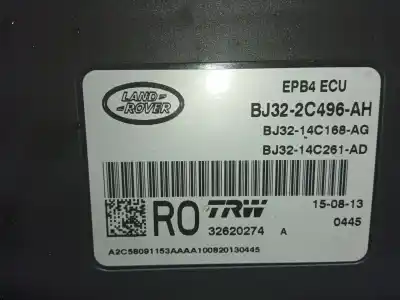 LAND
ROVER
EPB4 ECU
BJ32-2C496-AH
BJ32-14C168-AG
BJ32-14C261-AD
RO
TRW
15-08-13
32620274 A
0445
A2C58091153AAAA100820130445